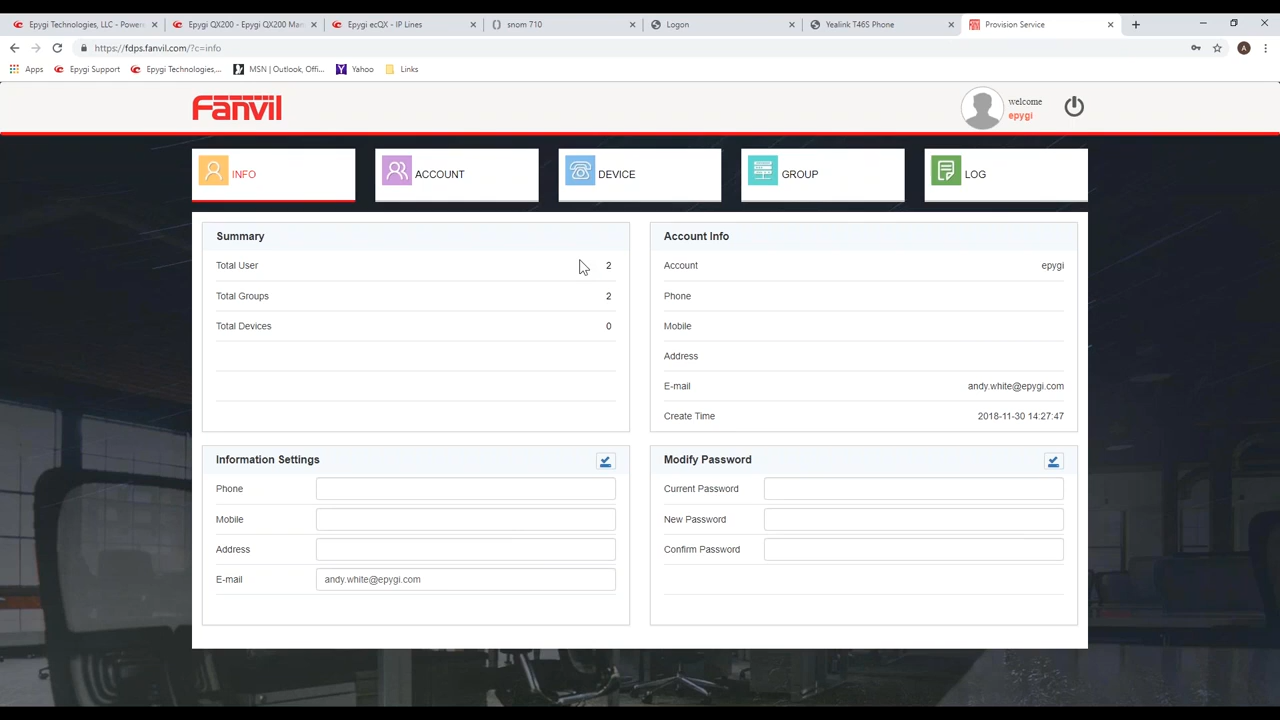 Epygi Technologies, LLC - Power
Epygi QX200 - Epygi QX200 Man
Epygi ecQX - IP Lines
snom 710
Logon
Yealink T46S Phone
Provision Service
https://fdps.fanvil.com/?c=info
A
Apps
Epygi Support
Epygi Technologies,...
MSN | Outlook, Offi...
Yahoo
Links
Fanvil
welcome
epygi
INFO
ACCOUNT
DEVICE
GROUP
LOG
Summary
Total User 2
Total Groups 2
Total Devices 0
Account Info
Account epygi
Phone
Mobile
Address
E-mail andy.white@epygi.com
Create Time 2018-11-30 14:27:47
Information Settings
Phone
Mobile
Address
E-mail andy.white@epygi.com
Modify Password
Current Password
New Password
Confirm Password